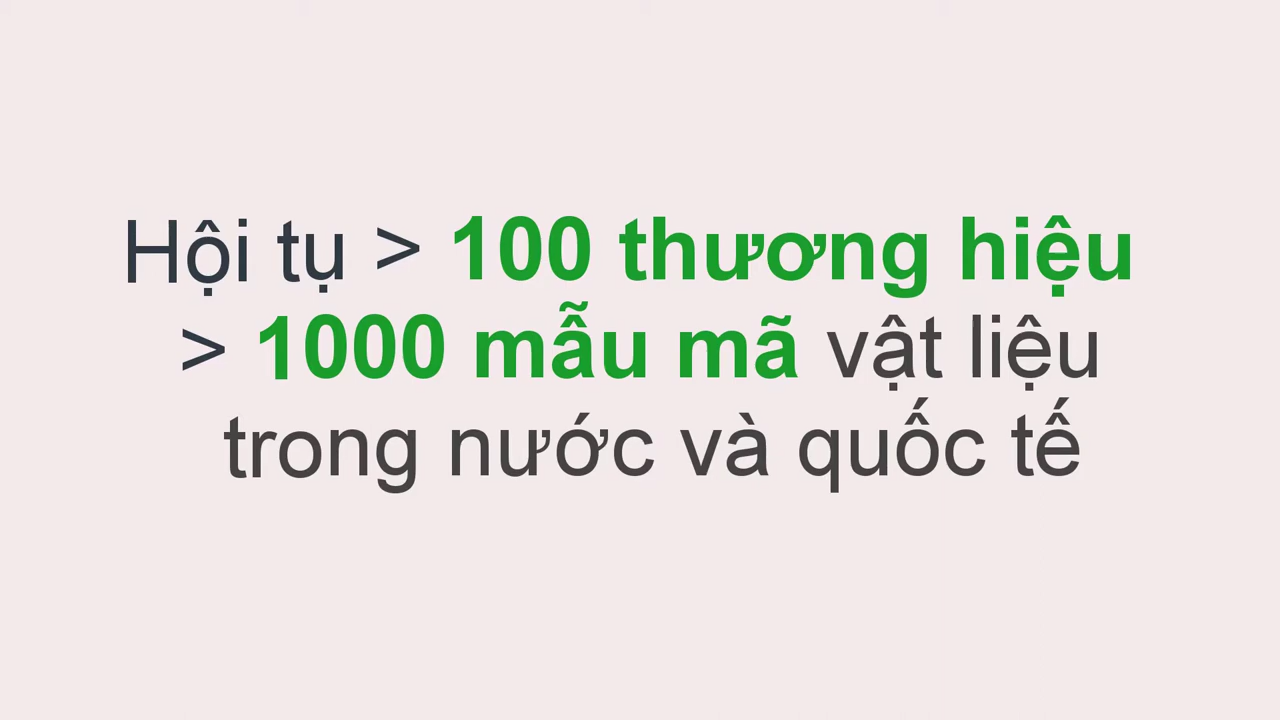 Hội tụ > 100 thương hiệu
> 1000 mẫu mã vật liệu
trong nước và quốc tế